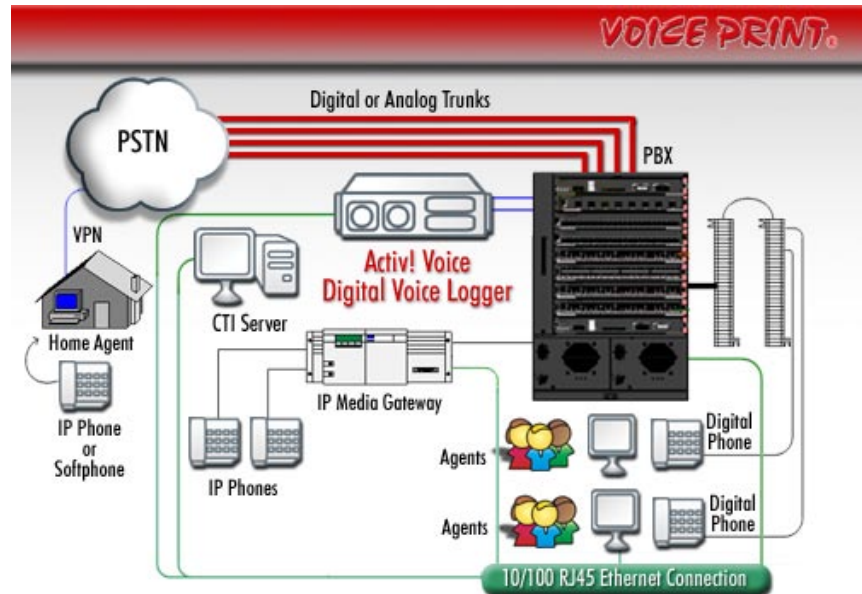 VOICE PRINT®
Digital or Analog Trunks
PSTN
PBX
VPN
Activ! Voice
Digital Voice Logger
CTI Server
Home Agent
IP Media Gateway
IP Phone
or
Softphone
IP Phones
Agents
Digital
Phone
Agents
Digital
Phone
10/100 RJ45 Ethernet Connection